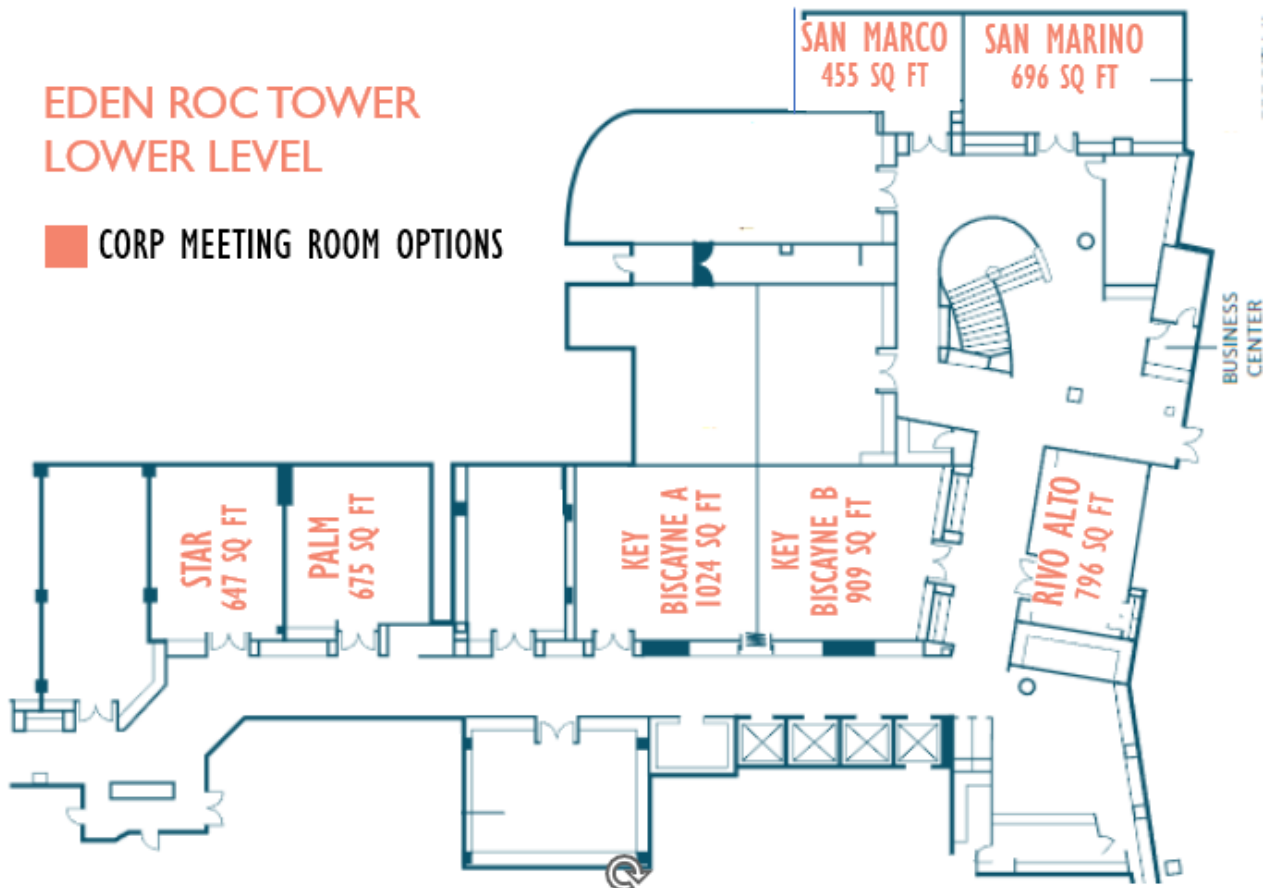 EDEN ROC TOWER
LOWER LEVEL
CORP MEETING ROOM OPTIONS
SAN MARCO
455 SQ FT
SAN MARINO
696 SQ FT
BUSINESS
CENTER
STAR
647 SQ FT
PALM
675 SQ FT
KEY
BISCAYNE A
1024 SQ FT
KEY
BISCAYNE B
909 SQ FT
RIVO ALTO
796 SQ FT